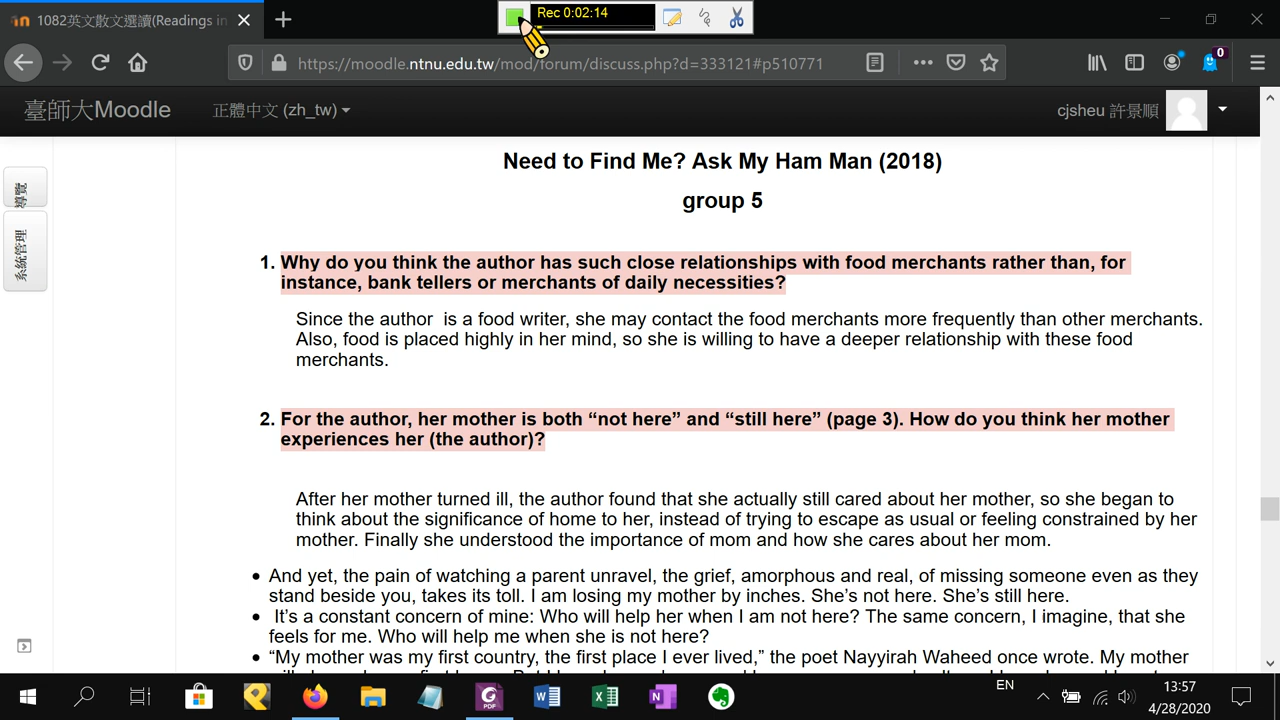 1082英文散文選讀(Readings in
Rec 0:02:14
https://moodle.ntnu.edu.tw/mod/forum/discuss.php?d=333121#p510771
0
臺師大Moodle
正體中文 (zh_tw)
cjsheu 許景順
導覽
系統管理
Need to Find Me? Ask My Ham Man (2018)
group 5
1. Why do you think the author has such close relationships with food merchants rather than, for
instance, bank tellers or merchants of daily necessities?
Since the author is a food writer, she may contact the food merchants more frequently than other merchants.
Also, food is placed highly in her mind, so she is willing to have a deeper relationship with these food
merchants.
2. For the author, her mother is both “not here” and “still here” (page 3). How do you think her mother
experiences her (the author)?
After her mother turned ill, the author found that she actually still cared about her mother, so she began to
think about the significance of home to her, instead of trying to escape as usual or feeling constrained by her
mother. Finally she understood the importance of mom and how she cares about her mom.
• And yet, the pain of watching a parent unravel, the grief, amorphous and real, of missing someone even as they
stand beside you, takes its toll. I am losing my mother by inches. She’s not here. She’s still here.
• It’s a constant concern of mine: Who will help her when I am not here? The same concern, I imagine, that she
feels for me. Who will help me when she is not here?
• “My mother was my first country, the first place I ever lived,” the poet Nayyirah Waheed once wrote. My mother
EN
13:57
4/28/2020